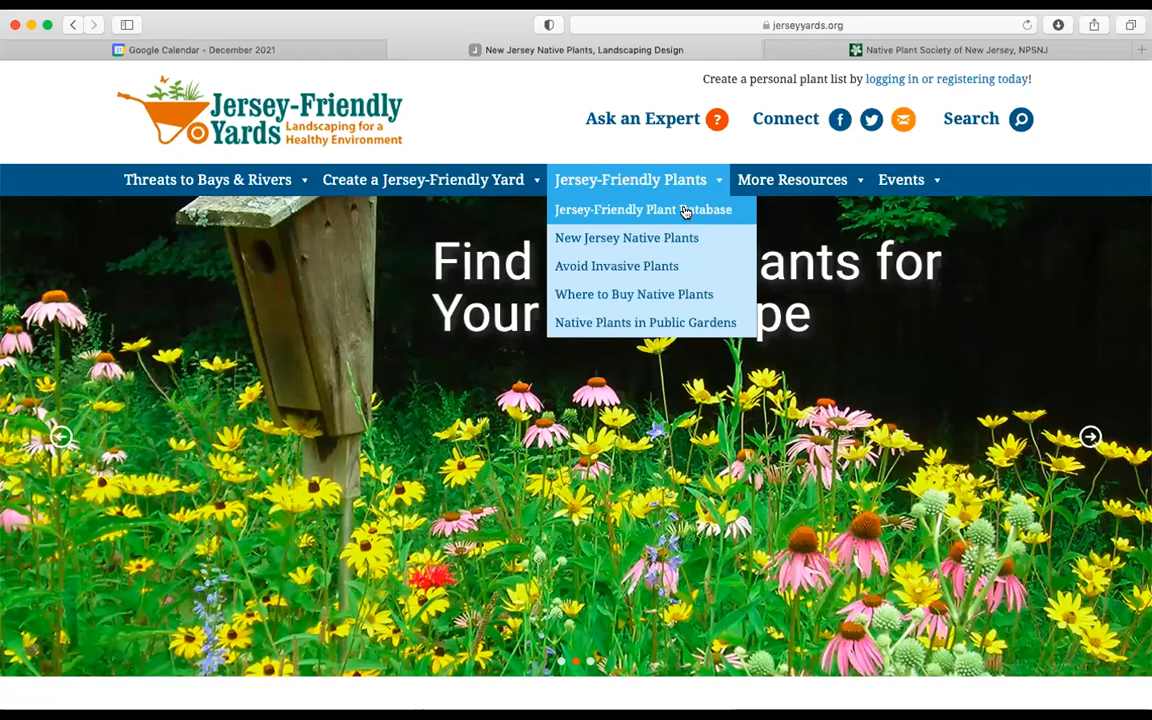 jerseyyards.org
Google Calendar - December 2021
New Jersey Native Plants, Landscaping Design
Native Plant Society of New Jersey, NPSNJ
Create a personal plant list by logging in or registering today!
Jersey-Friendly
Yards Landscaping for a
Healthy Environment
Ask an Expert ?
Connect
Search
Threats to Bays & Rivers
Create a Jersey-Friendly Yard
Jersey-Friendly Plants
More Resources
Events
Jersey-Friendly Plant Database
New Jersey Native Plants
Avoid Invasive Plants
Where to Buy Native Plants
Native Plants in Public Gardens
Find ants for
Your pe